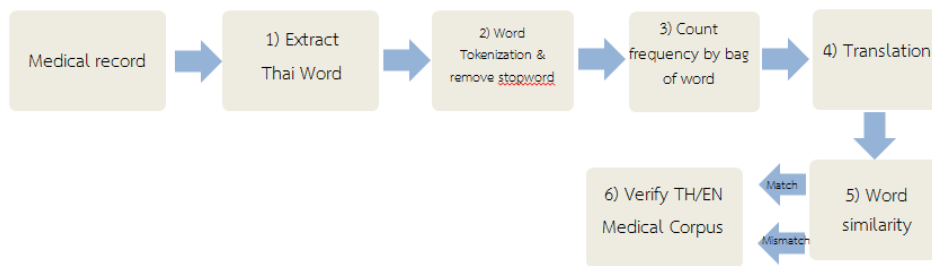 Medical record
1) Extract
Thai Word
2) Word
Tokenization &
remove stopword
3) Count
frequency by bag
of word
4) Translation
5) Word
similarity
Match
Mismatch
6) Verify TH/EN
Medical Corpus